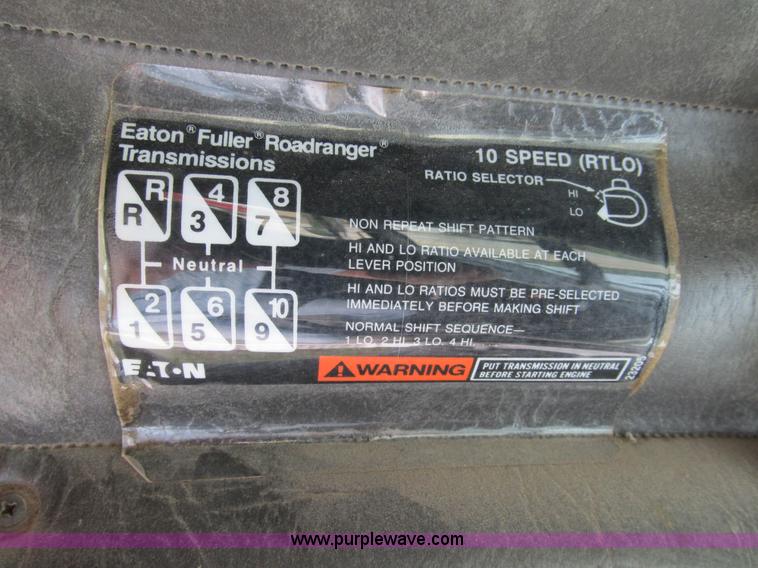 Eaton® Fuller® Roadranger®
Transmissions
10 SPEED (RTLO)
RATIO SELECTOR
HI
LO
R R 4 3 8 7
Neutral
2 1 6 5 10 9
NON REPEAT SHIFT PATTERN
HI AND LO RATIO AVAILABLE AT EACH
LEVER POSITION
HI AND LO RATIOS MUST BE PRE-SELECTED
IMMEDIATELY BEFORE MAKING SHIFT
NORMAL SHIFT SEQUENCE—
1 LO, 2 HI, 3 LO, 4 HI,
EATON
WARNING
PUT TRANSMISSION IN NEUTRAL
BEFORE STARTING ENGINE
23205
www.purplewave.com